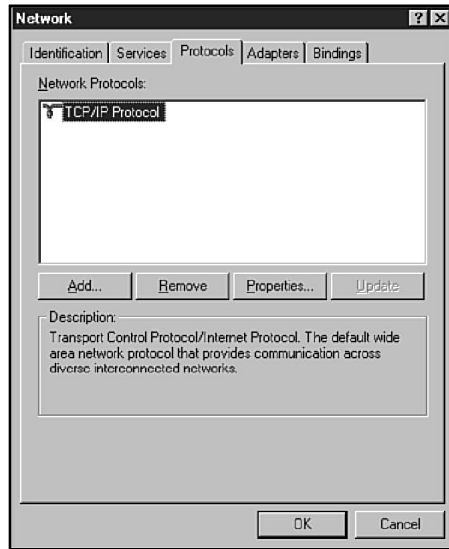 Network
Identification Services Protocols Adapters Bindings
Network Protocols:
TCP/IP Protocol
Add... Remove Properties... Update
Description:
Transport Control Protocol/Internet Protocol. The default wide
area network protocol that provides communication across
diverse interconnected networks.
OK Cancel